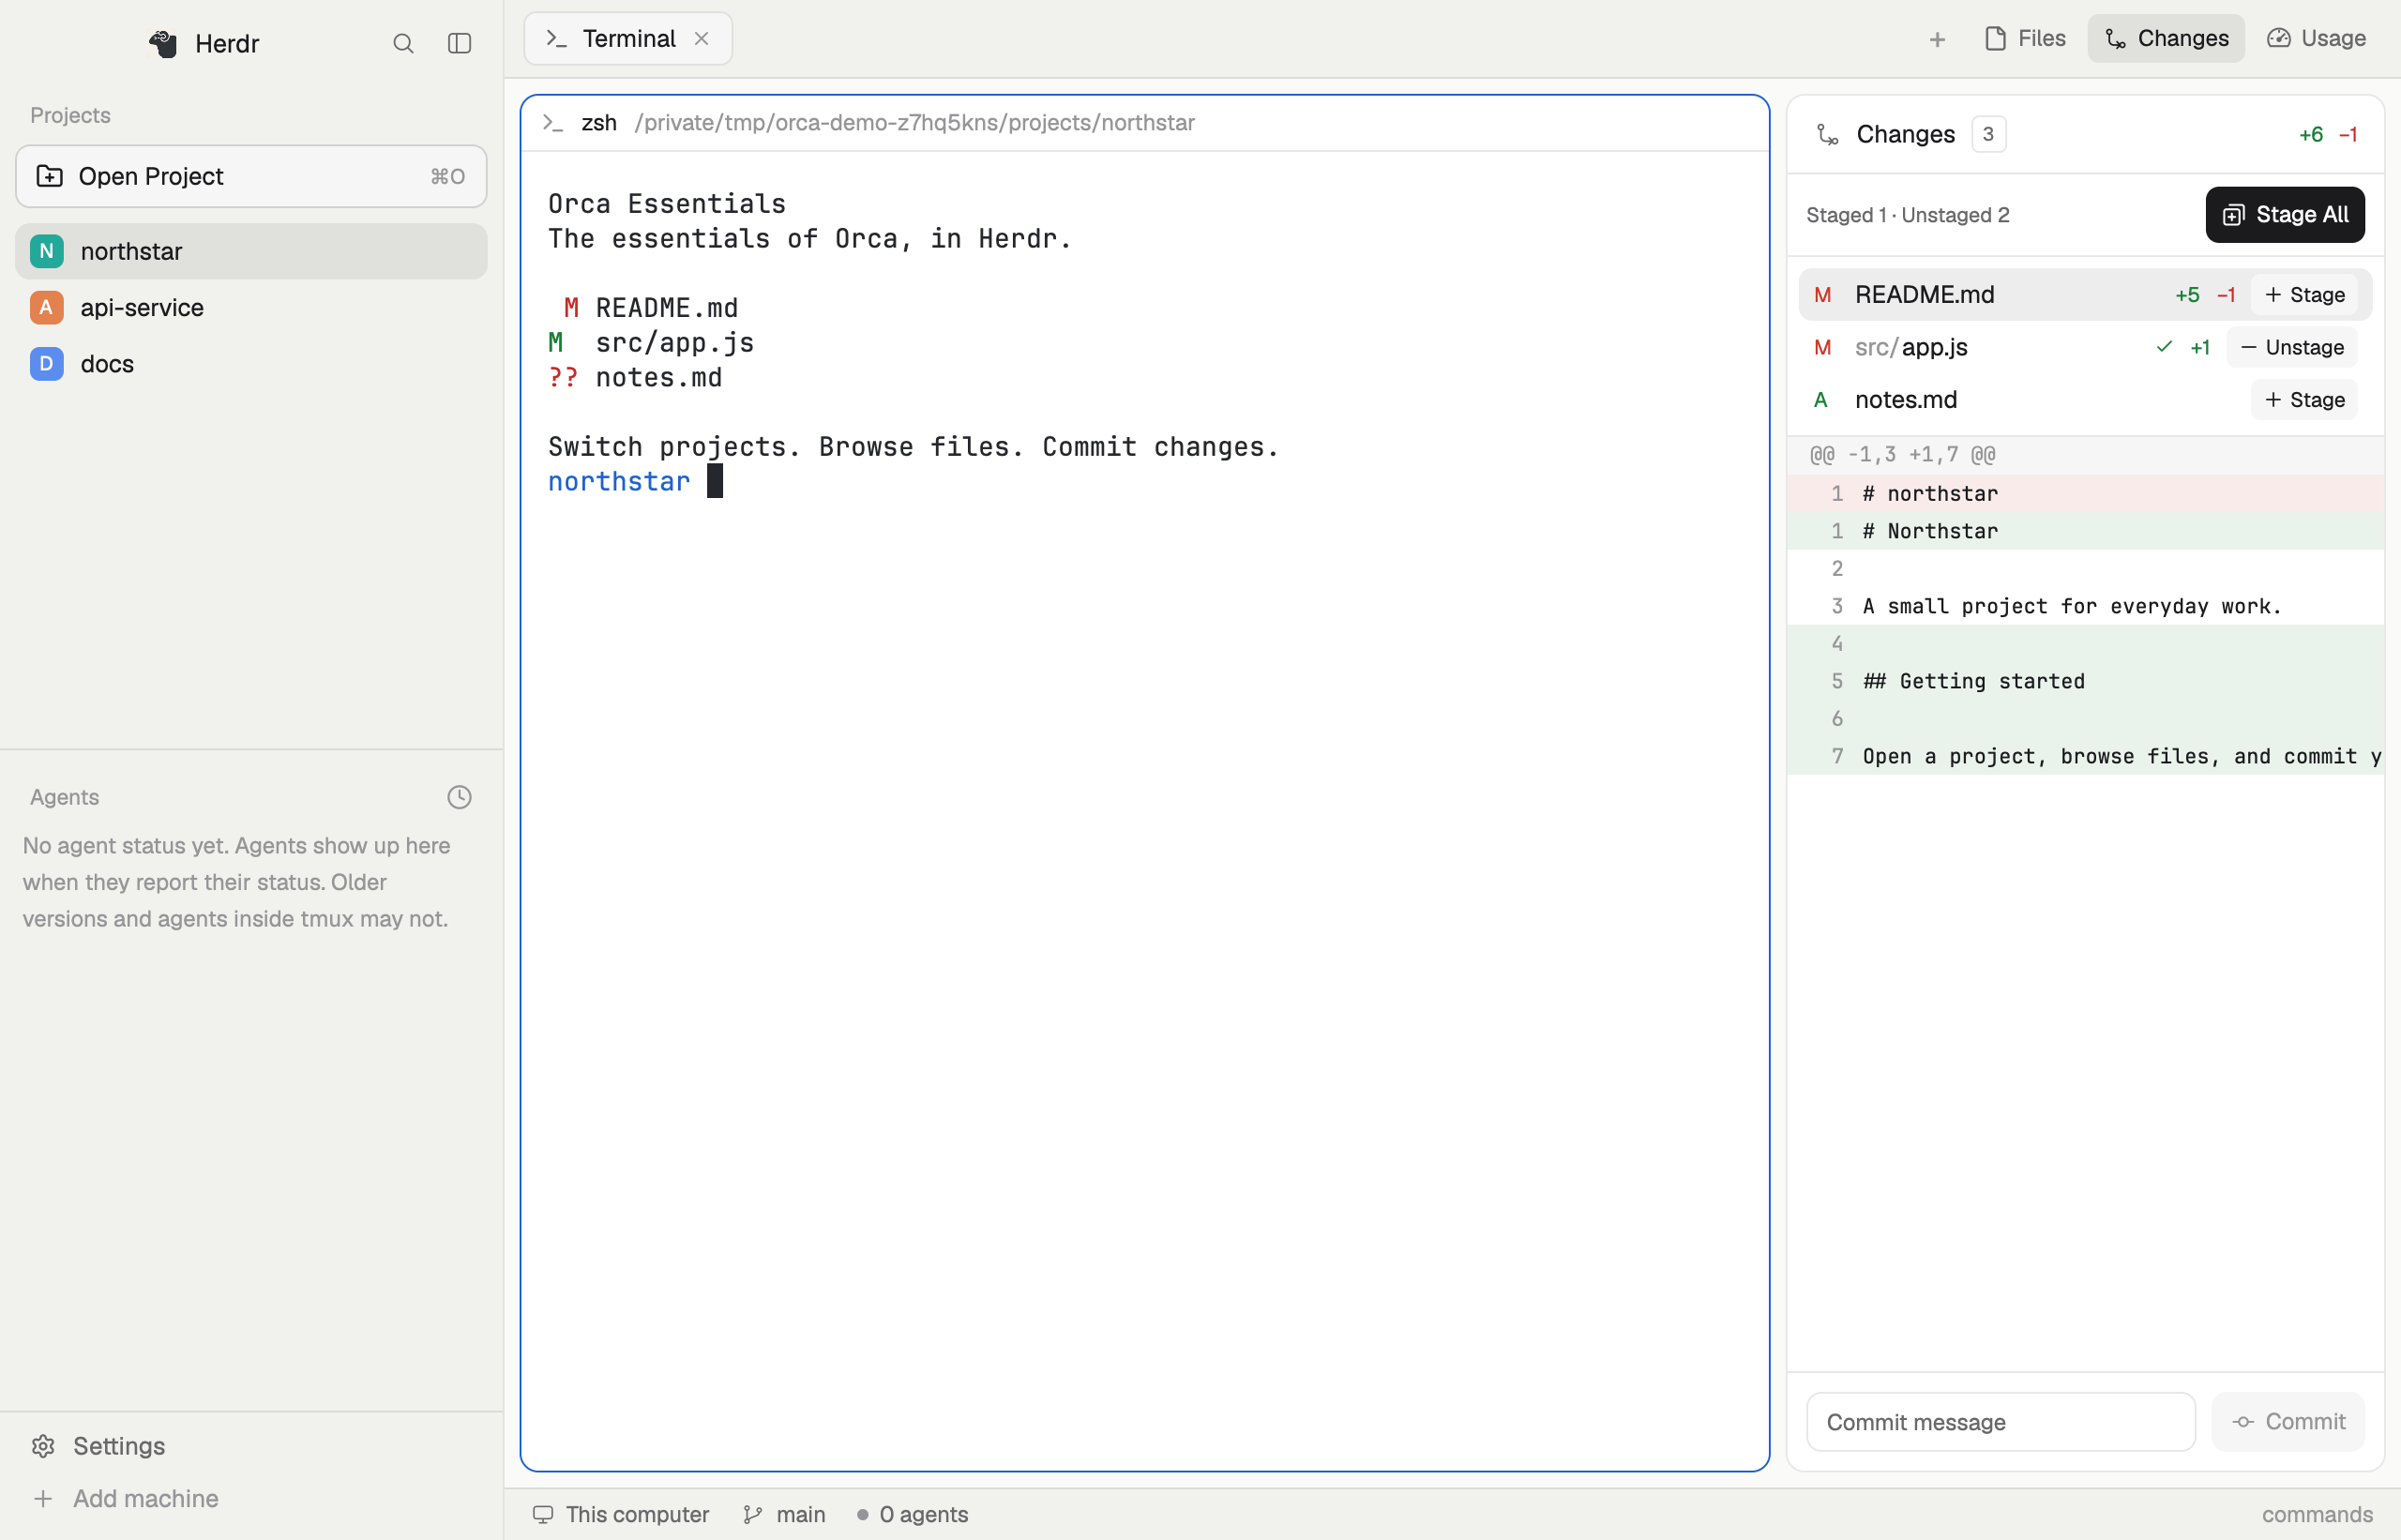 Herdr
Projects
Open Project ⌘O
N northstar
A api-service
D docs
Agents
No agent status yet. Agents show up here
when they report their status. Older
versions and agents inside tmux may not.
Settings
+ Add machine
Terminal ×
+ Files Changes Usage
zsh /private/tmp/orca-demo-z7hq5kns/projects/northstar
Orca Essentials
The essentials of Orca, in Herdr.
M README.md
M src/app.js
?? notes.md
Switch projects. Browse files. Commit changes.
northstar
Changes 3 +6 −1
Staged 1 · Unstaged 2 Stage All
M README.md +5 −1 + Stage
M src/app.js ✓ +1 − Unstage
A notes.md + Stage
@@ -1,3 +1,7 @@
1 # northstar
1 # Northstar
2
3 A small project for everyday work.
4
5 ## Getting started
6
7 Open a project, browse files, and commit y
Commit message Commit
This computer main 0 agents commands